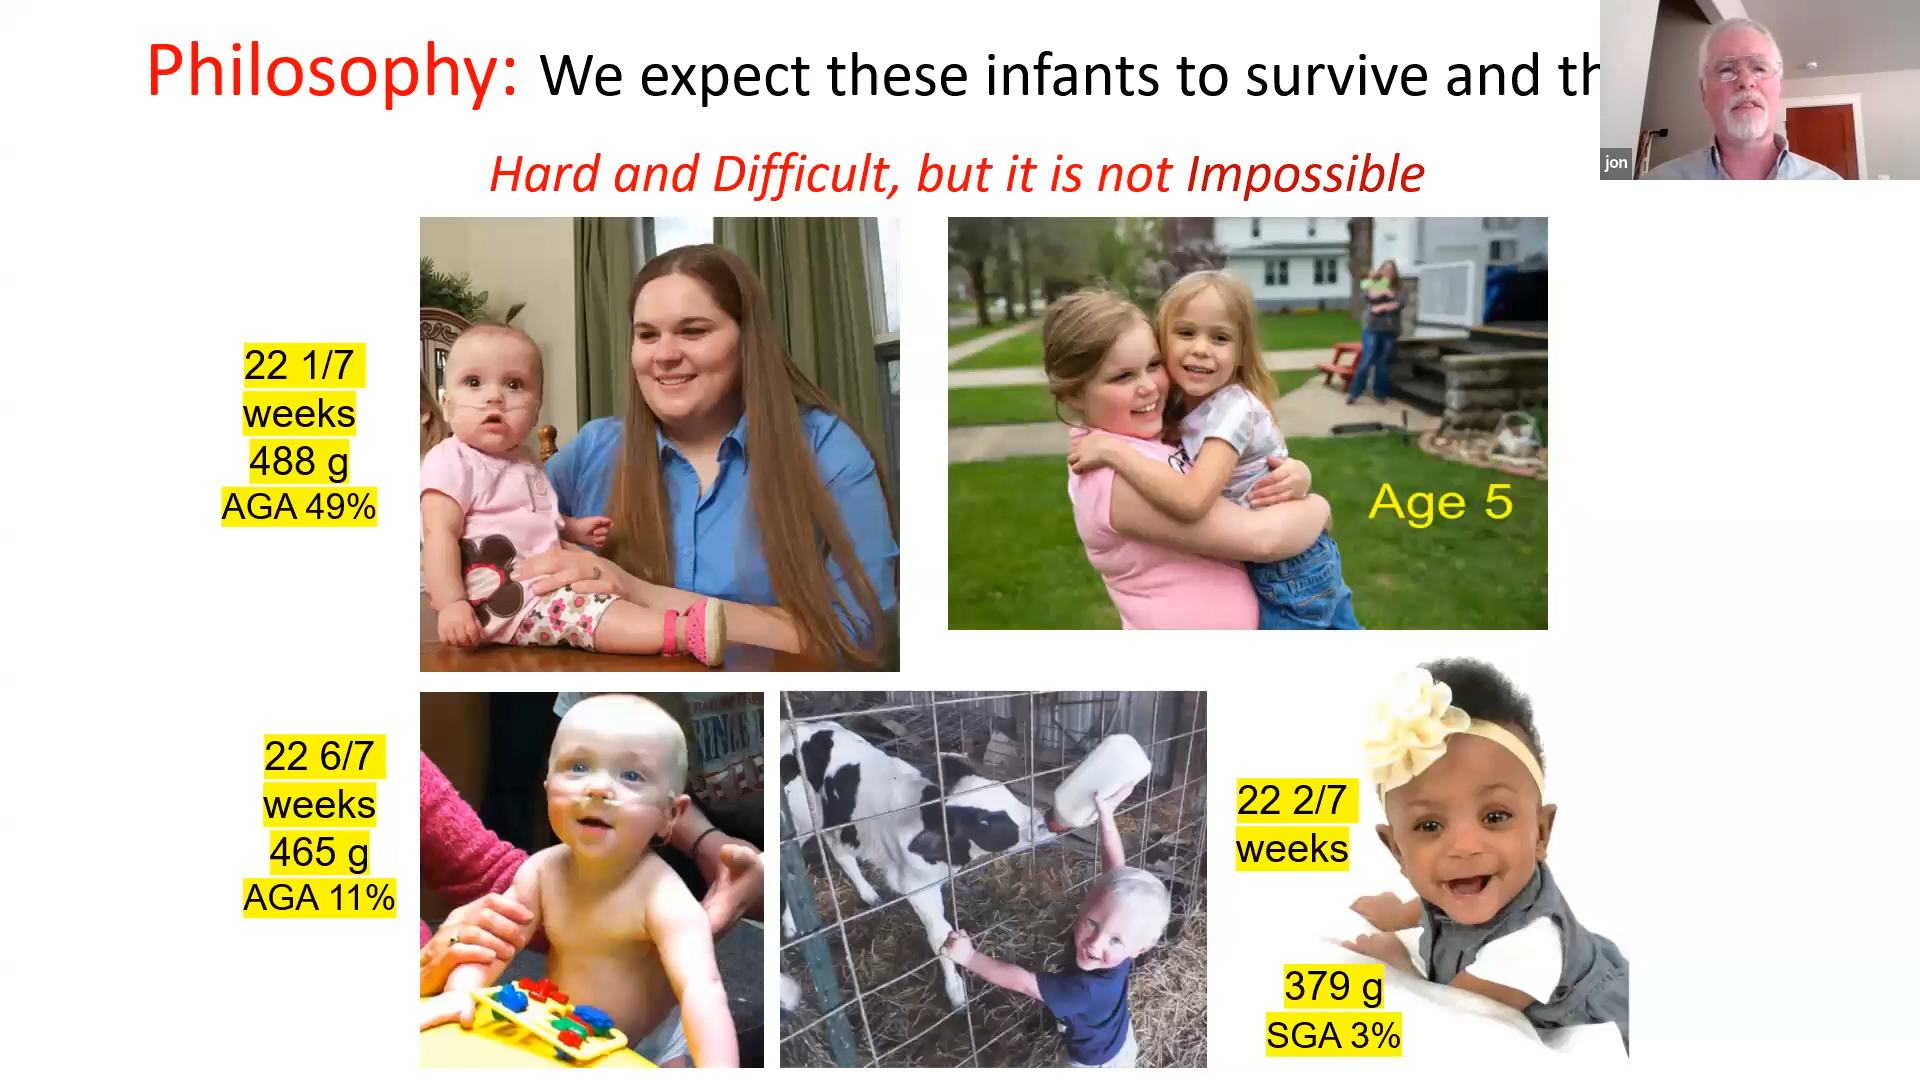 Philosophy: We expect these infants to survive and th
Hard and Difficult, but it is not Impossible
jon
22 1/7
weeks
488 g
AGA 49%
Age 5
22 6/7
weeks
465 g
AGA 11%
22 2/7
weeks
379 g
SGA 3%